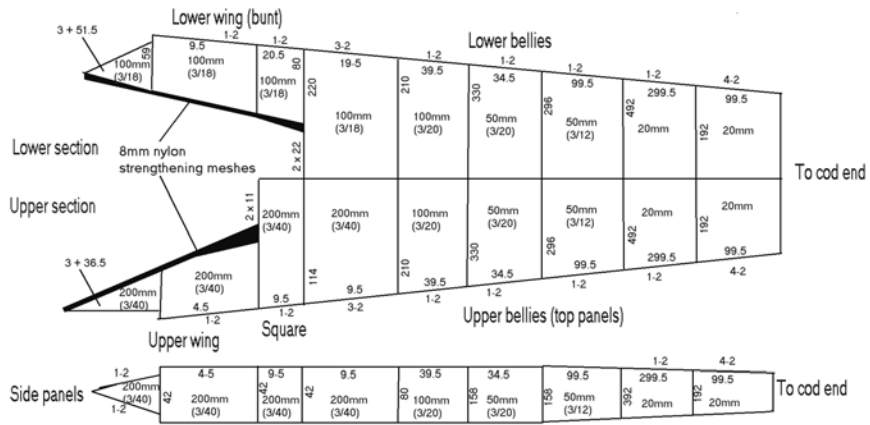 Lower wing (bunt)
3 + 51.5
1-2
1-2
3-2
1-2
Lower bellies
1-2
1-2
1-2
4-2
59
9.5
20.5
80
19-5
39.5
34.5
99.5
299.5
99.5
100mm
(3/18)
100mm
(3/18)
100mm
(3/18)
220
100mm
(3/18)
210
100mm
(3/20)
330
50mm
(3/20)
296
50mm
(3/12)
492
20mm
192
20mm
Lower section
8mm nylon
strengthening meshes
2 x 22
To cod end
Upper section
2 x 11
200mm
(3/40)
200mm
(3/40)
100mm
(3/20)
50mm
(3/20)
50mm
(3/12)
20mm
20mm
3 + 36.5
200mm
(3/40)
200mm
(3/40)
114
210
330
296
492
192
4.5
9.5
9.5
39.5
34.5
99.5
299.5
99.5
1-2
1-2
3-2
1-2
1-2
1-2
1-2
4-2
Upper wing
Square
Upper bellies (top panels)
Side panels
1-2
200mm
(3/40)
1-2
42
4-5
200mm
(3/40)
42
9-5
200mm
(3/40)
42
9.5
200mm
(3/40)
80
39.5
100mm
(3/20)
158
34.5
50mm
(3/20)
158
99.5
50mm
(3/12)
392
1-2
299.5
20mm
192
4-2
99.5
20mm
To cod end